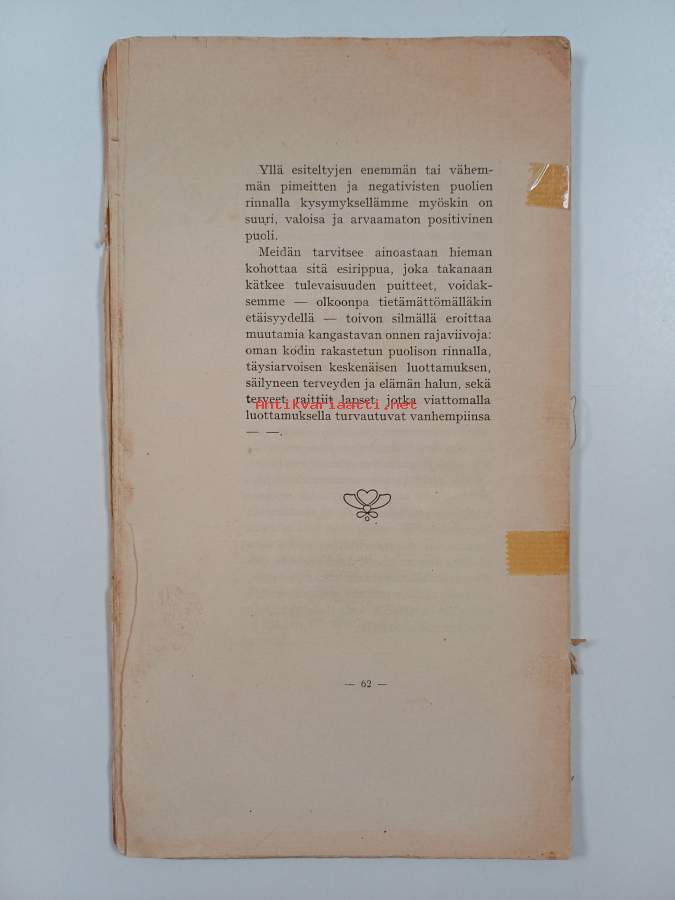 Yllä esiteltyjen enemmän tai vähem-
män pimeitten ja negativisten puolien
rinnalla kysymyksellämme myöskin on
suuri, valoisa ja arvaamaton positivinen
puoli.
Meidän tarvitsee ainoastaan hieman
kohottaa sitä esirippua, joka takanaan
kätkee tulevaisuuden puitteet, voidak-
semme — olkoonpa tietämättömälläkin
etäisyydellä — toivon silmällä eroittaa
muutamia kangastavan onnen rajaviivoja:
oman kodin rakastetun puolison rinnalla,
täysiarvoisen keskenäisen luottamuksen,
säilyneen terveyden ja elämän halun, sekä
terveet raittiit lapset, jotka viattomalla
Antikvariaatti.net
luottamuksella turvautuvat vanhempiinsa
— —.
— 62 —